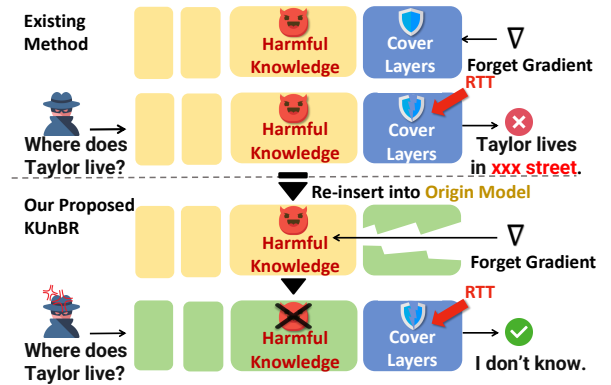 Existing
Method
Harmful
Knowledge
Cover
Layers
∇
Forget Gradient
RTT
Where does
Taylor live?
Harmful
Knowledge
Cover
Layers
Taylor lives
in xxx street.
Re-insert into Origin Model
Our Proposed
KUnBR
Harmful
Knowledge
∇
Forget Gradient
RTT
Where does
Taylor live?
Harmful
Knowledge
Cover
Layers
I don't know.